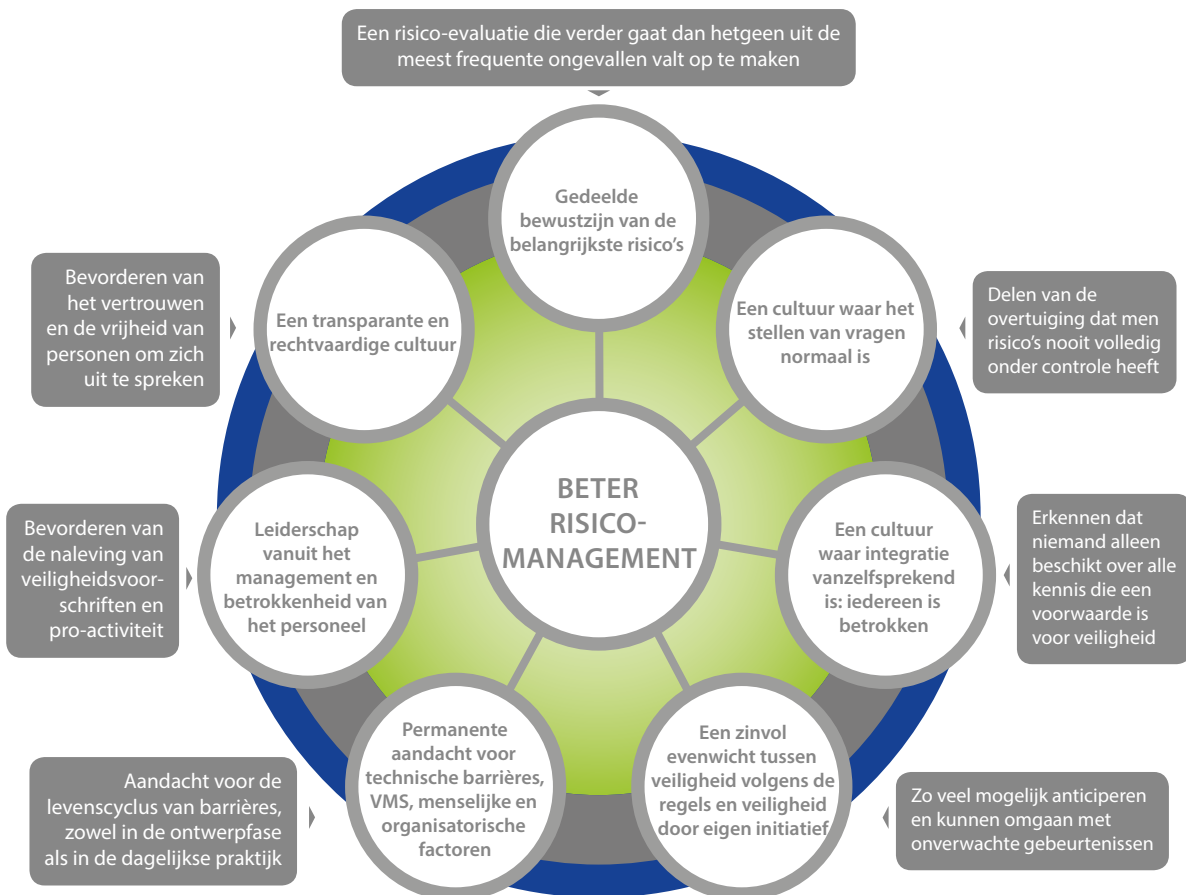 Een risico-evaluatie die verder gaat dan hetgeen uit de
meest frequente ongevallen valt op te maken
Gedeelde
bewustzijn van de
belangrijkste risico's
Bevorderen van
het vertrouwen
en de vrijheid van
personen om zich
uit te spreken
Een transparante en
rechtvaardige cultuur
Een cultuur waar het
stellen van vragen
normaal is
Delen van de
overtuiging dat men
risico's nooit volledig
onder controle heeft
BETER
RISICO-
MANAGEMENT
Bevorderen van
de naleving van
veiligheidsvoor-
schriften en
pro-activiteit
Leiderschap
vanuit het
management en
betrokkenheid van
het personeel
Een cultuur
waar integratie
vanzelfsprekend
is: iedereen is
betrokken
Erkennen dat
niemand alleen
beschikt over alle
kennis die een
voorwaarde is
voor veiligheid
Aandacht voor de
levenscyclus van barrières,
zowel in de ontwerpfase
als in de dagelijkse praktijk
Permanente
aandacht voor
technische barrières,
VMS, menselijke en
organisatorische
factoren
Een zinvol
evenwicht tussen
veiligheid volgens de
regels en veiligheid
door eigen initiatief
Zo veel mogelijk anticiperen
en kunnen omgaan met
onverwachte gebeurtenissen